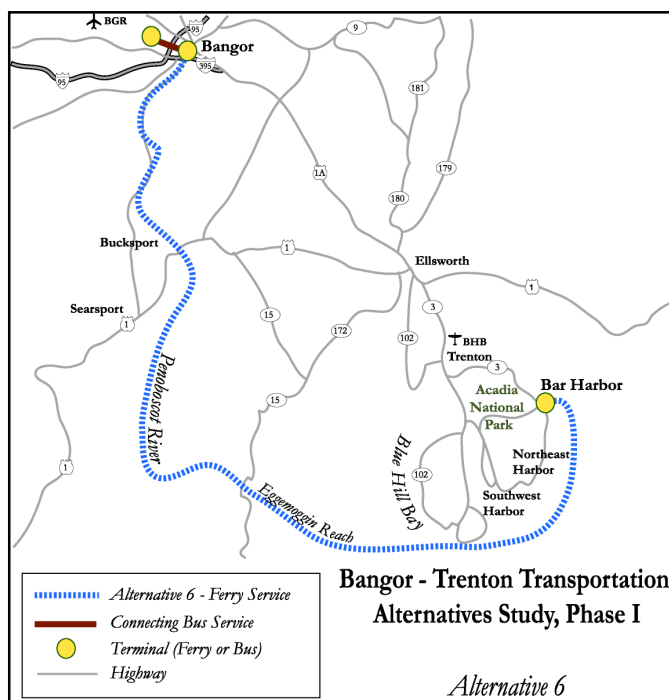 BGR
95
9
Bangor
95
395
181
179
1A
180
Bucksport
1
Ellsworth
1
Searsport
1
15
172
102
3
BHB
Trenton
3
Bar Harbor
Acadia
National
Park
Penoboscot River
15
Blue Hill Bay
102
Northeast
Harbor
1
Eggemoggin Reach
Southwest
Harbor
Bangor - Trenton Transportation
Alternatives Study, Phase I
Alternative 6 - Ferry Service
Connecting Bus Service
Terminal (Ferry or Bus)
Highway
Alternative 6